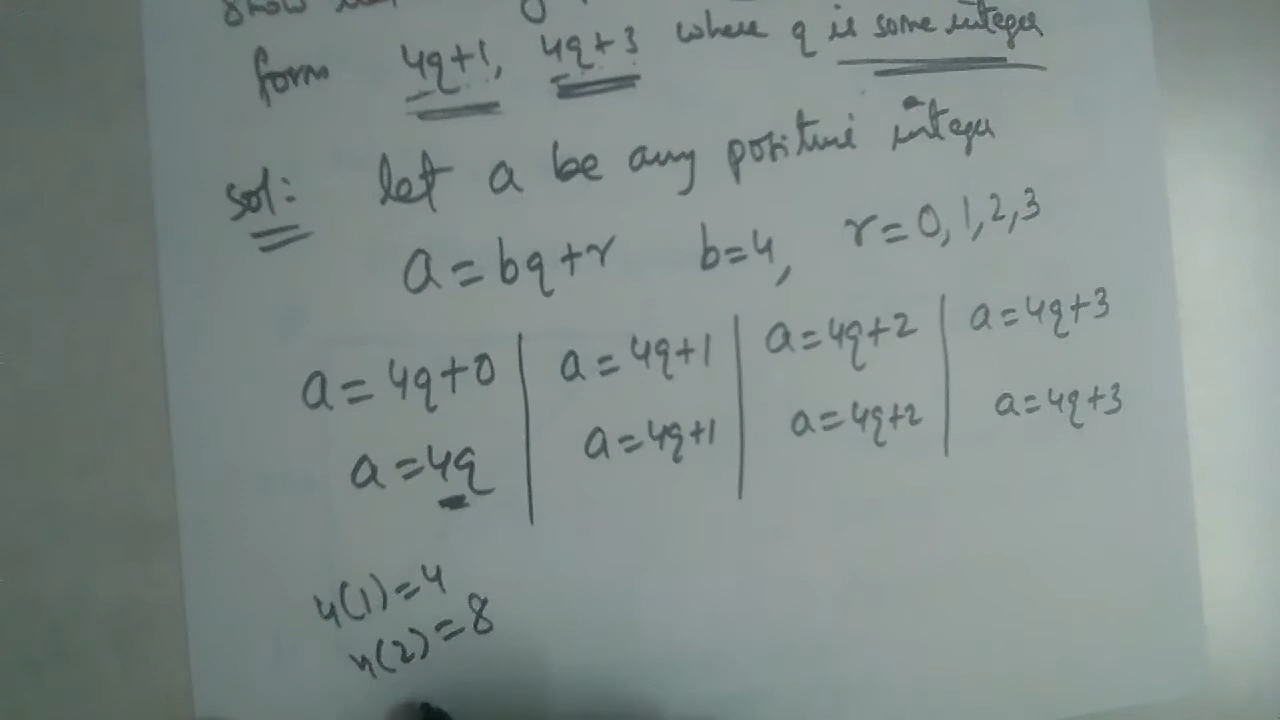 Show
form 4q+1, 4q+3 where q is some integer
Sol: let a be any positive integer
a = bq+r b=4, r=0,1,2,3
a = 4q+0 a = 4q+1 a = 4q+2 a = 4q+3
a = 4q a = 4q+1 a = 4q+2 a = 4q+3
4(1) = 4
4(2) = 8